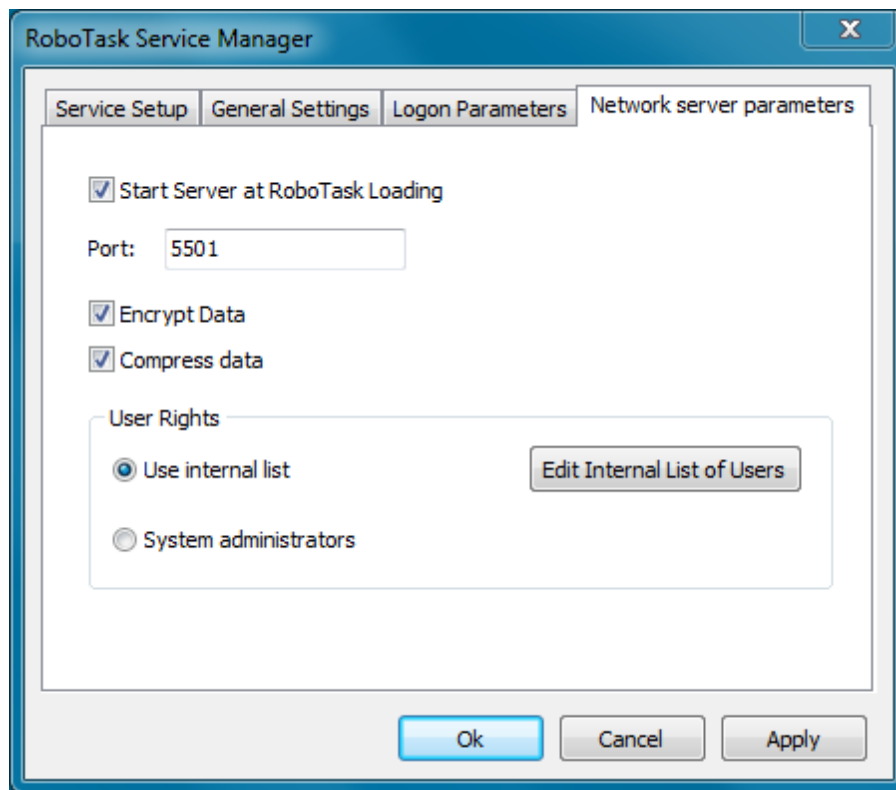 RoboTask Service Manager
Service Setup General Settings Logon Parameters Network server parameters
Start Server at RoboTask Loading
Port: 5501
Encrypt Data
Compress data
User Rights
Use internal list Edit Internal List of Users
System administrators
Ok Cancel Apply